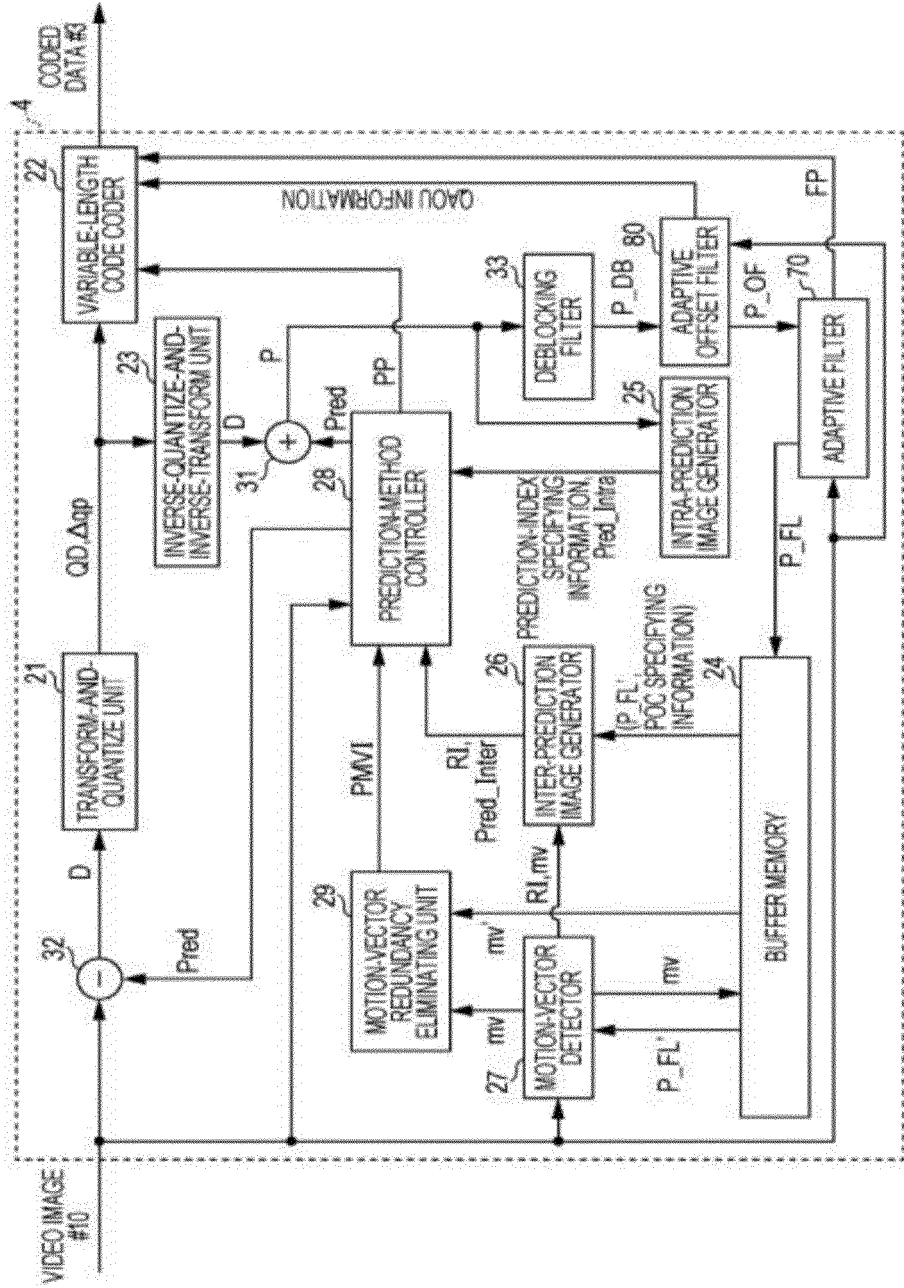 VIDEO IMAGE
#10
32
D
21
TRANSFORM-AND-
QUANTIZE UNIT
QD,Δqp
22
VARIABLE-LENGTH
CODE CODER
4
CODED
DATA #3
Pred
23
INVERSE-QUANTIZE-AND-
INVERSE-TRANSFORM UNIT
D
31
P
Pred
QAOU INFORMATION
29
MOTION-VECTOR
REDUNDANCY
ELIMINATING UNIT
PMVI
28
PREDICTION-METHOD
CONTROLLER
PP
FP
mv
mv'
RI,
Pred_Inter
PREDICTION-INDEX
SPECIFYING
INFORMATION,
Pred_Intra
33
DEBLOCKING
FILTER
P_DB
27
MOTION-VECTOR
DETECTOR
RI,mv
26
INTER-PREDICTION
IMAGE GENERATOR
25
INTRA-PREDICTION
IMAGE GENERATOR
80
ADAPTIVE
OFFSET FILTER
P_FL'
mv
(P_FL'
POC SPECIFYING
INFORMATION)
P_OF
24
BUFFER MEMORY
P_FL
70
ADAPTIVE FILTER